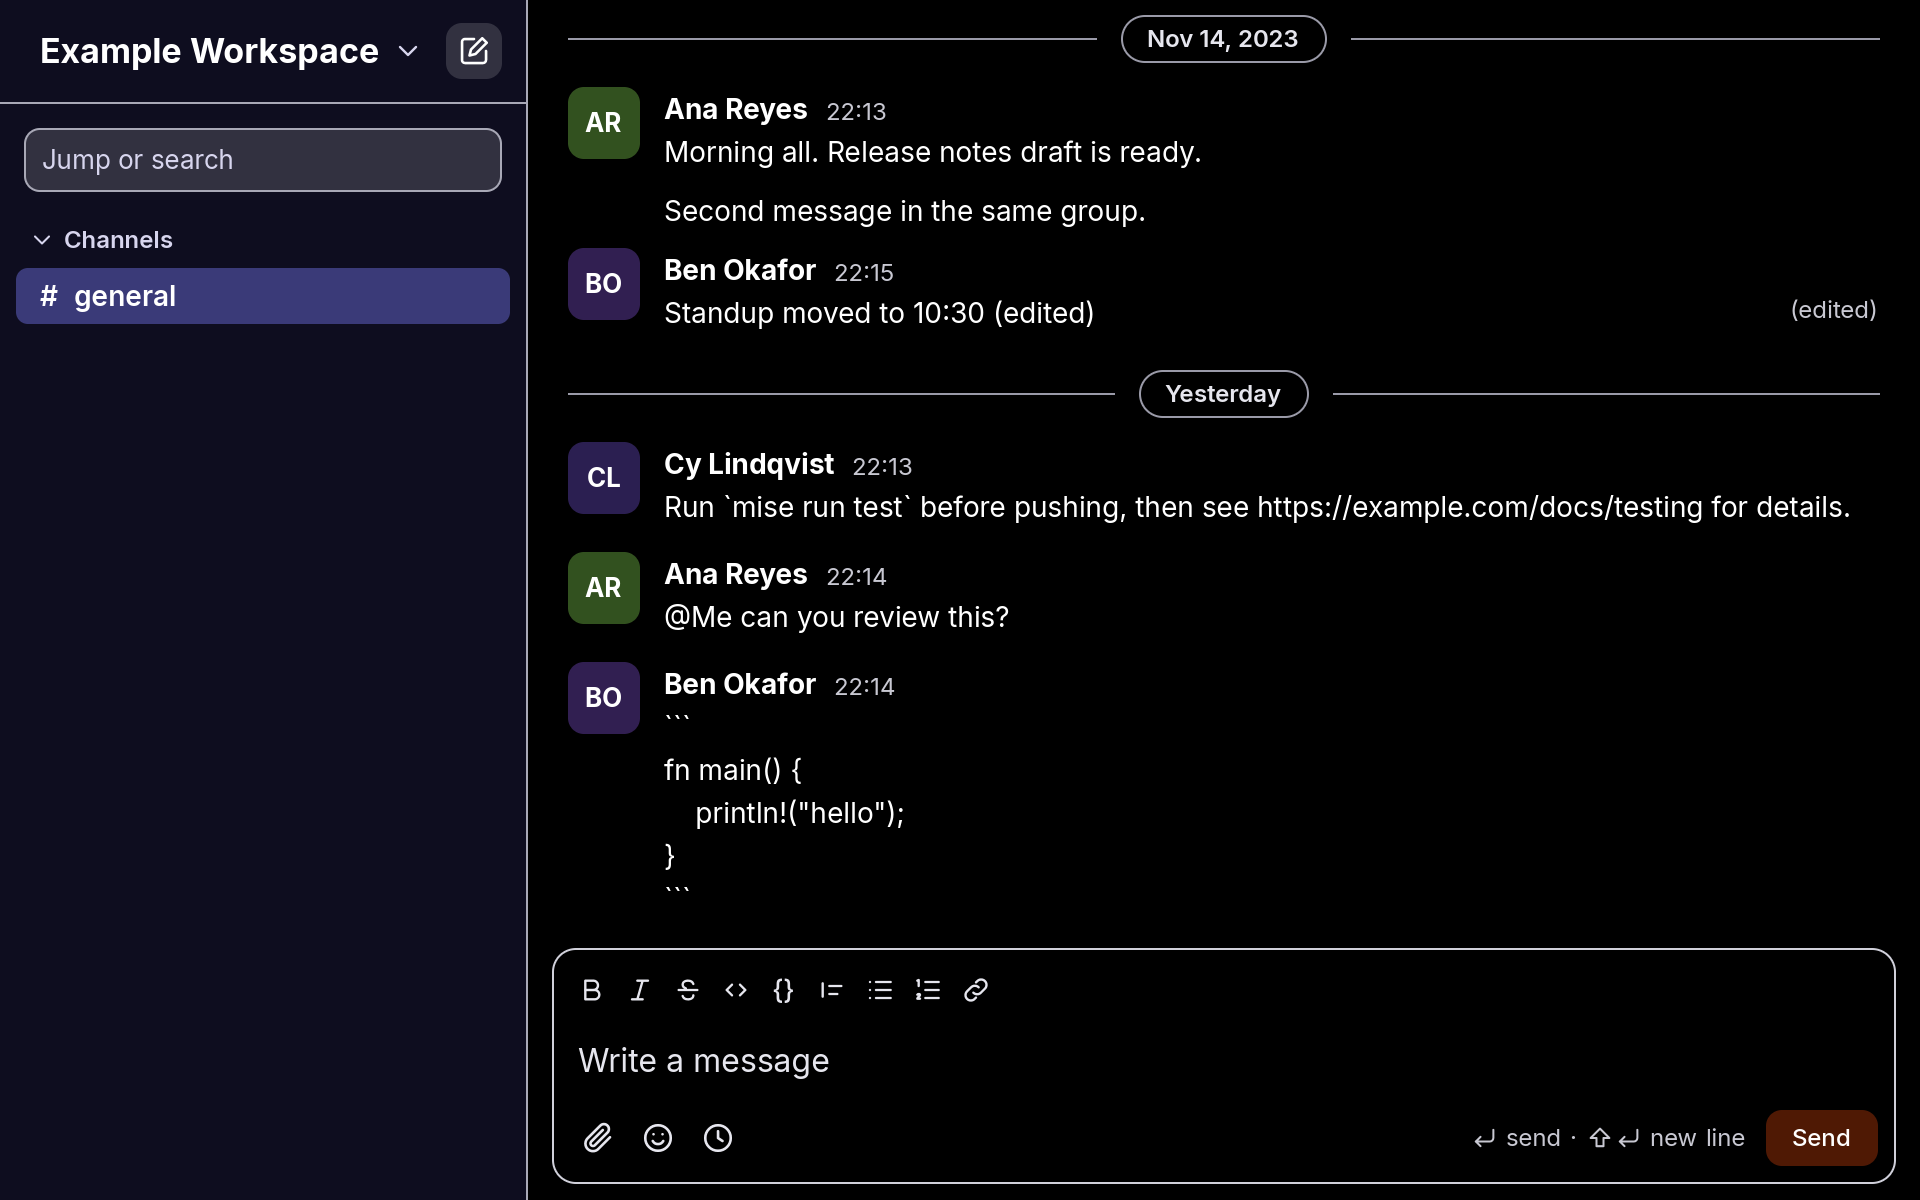 Example Workspace
Jump or search
Channels
# general
Nov 14, 2023
AR
Ana Reyes 22:13
Morning all. Release notes draft is ready.
Second message in the same group.
BO
Ben Okafor 22:15
Standup moved to 10:30 (edited)
(edited)
Yesterday
CL
Cy Lindqvist 22:13
Run `mise run test` before pushing, then see https://example.com/docs/testing for details.
AR
Ana Reyes 22:14
@Me can you review this?
BO
Ben Okafor 22:14
```
fn main() {
    println!("hello");
}
```
Write a message
send · new line
Send